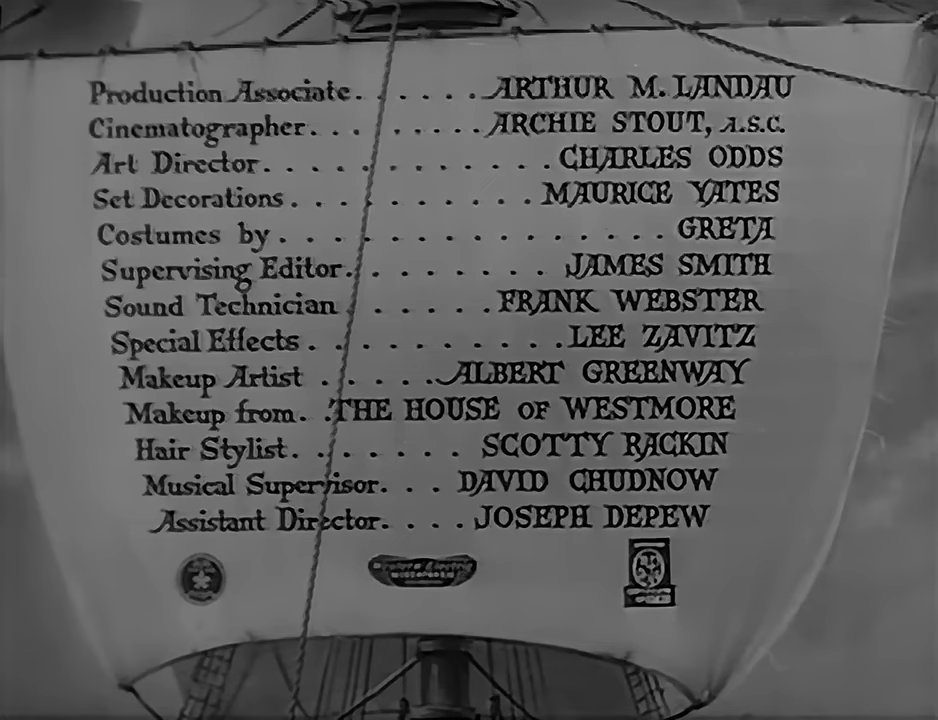 Production Associate. . . . . . ARTHUR M. LANDAU
Cinematographer. . . . . . . . . ARCHIE STOUT, A.S.C.
Art Director. . . . . . . . . . . . . CHARLES ODDS
Set Decorations . . . . . . . . . . MAURICE YATES
Costumes by . . . . . . . . . . . . . . . . . GRETA
Supervising Editor. . . . . . . . . JAMES SMITH
Sound Technician . . . . . . FRANK WEBSTER
Special Effects . . . . . . . . . . . LEE ZAVITZ
Makeup Artist . . . . . . ALBERT GREENWAY
Makeup from. . . THE HOUSE OF WESTMORE
Hair Stylist. . . . . . . . SCOTTY RACKIN
Musical Supervisor. . . . DAVID CHUDNOW
Assistant Director. . . . . JOSEPH DEPEW
Western Electric